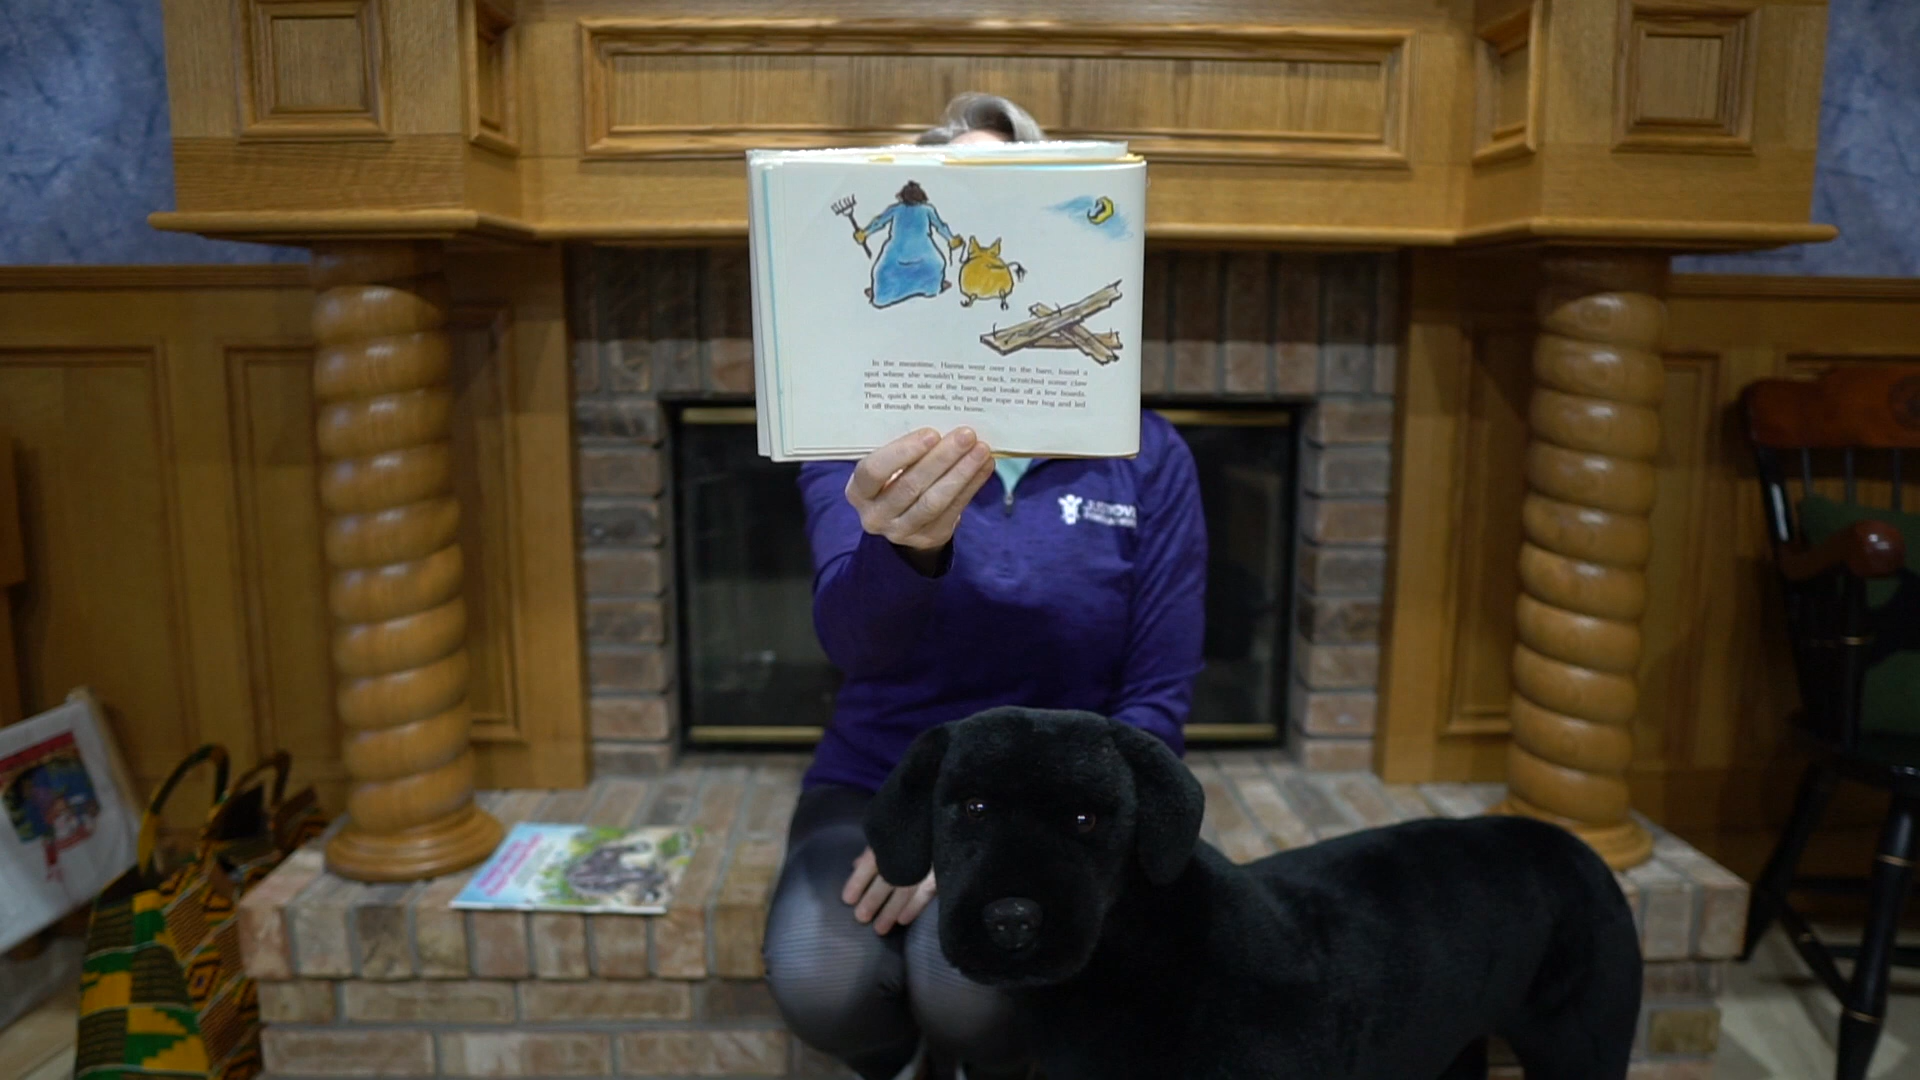 In the meantime, Hanna went over to the barn, found a
spot where she wouldn't leave a track, scratched some claw
marks on the side of the barn, and broke off a few boards.
Then, quick as a wink, she put the rope on her hog and led
it off through the woods to home.